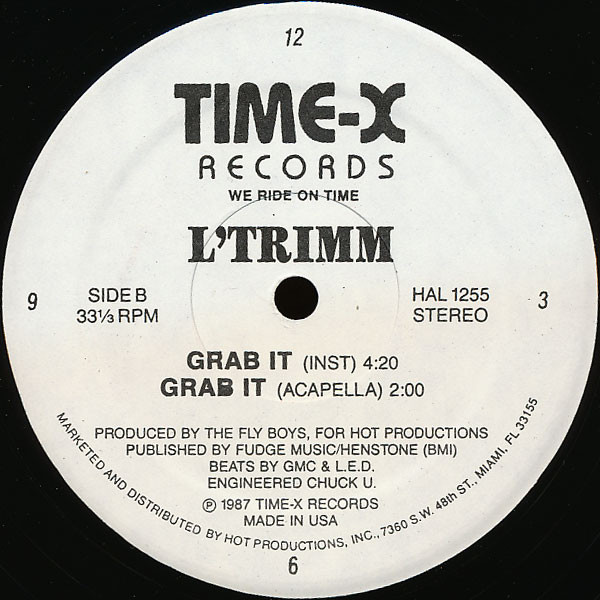 12
TIME-X
RECORDS
WE RIDE ON TIME
L'TRIMM
9
SIDE B
33⅓ RPM
HAL 1255
STEREO
3
GRAB IT (INST) 4:20
GRAB IT (ACAPELLA) 2:00
PRODUCED BY THE FLY BOYS, FOR HOT PRODUCTIONS
PUBLISHED BY FUDGE MUSIC/HENSTONE (BMI)
BEATS BY GMC & L.E.D.
ENGINEERED CHUCK U.
℗ 1987 TIME-X RECORDS
MADE IN USA
MARKETED AND DISTRIBUTED BY HOT PRODUCTIONS, INC., 7360 S.W. 48th ST., MIAMI, FL 33155
6